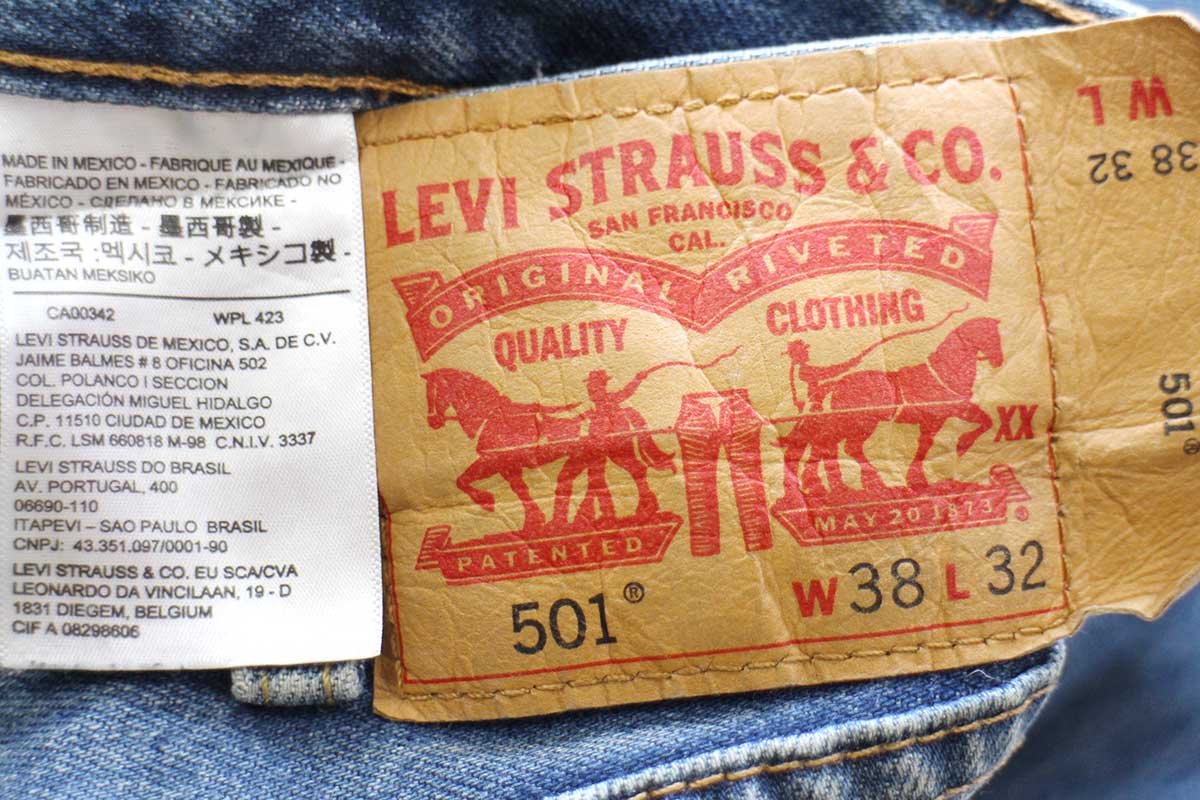 MADE IN MEXICO - FABRIQUE AU MEXIQUE -
FABRICADO EN MEXICO - FABRICADO NO
MÉXICO - СДЕЛАНО В МЕКСИКЕ -
墨西哥制造 - 墨西哥製 -
제조국 :멕시코 - メキシコ製 -
BUATAN MEKSIKO
CA00342 WPL 423
LEVI STRAUSS DE MEXICO, S.A. DE C.V.
JAIME BALMES # 8 OFICINA 502
COL. POLANCO I SECCION
DELEGACIÓN MIGUEL HIDALGO
C.P. 11510 CIUDAD DE MEXICO
R.F.C. LSM 660818 M-98 C.N.I.V. 3337
LEVI STRAUSS DO BRASIL
AV. PORTUGAL, 400
06690-110
ITAPEVI – SAO PAULO BRASIL
CNPJ: 43.351.097/0001-90
LEVI STRAUSS & CO. EU SCA/CVA
LEONARDO DA VINCILAAN, 19 - D
1831 DIEGEM, BELGIUM
CIF A 08298606
LEVI STRAUSS & CO.
SAN FRANCISCO
CAL.
ORIGINAL RIVETED
QUALITY CLOTHING
XX
PATENTED MAY 20 1873 ®
501® W 38 L 32
W L
38 32
501®